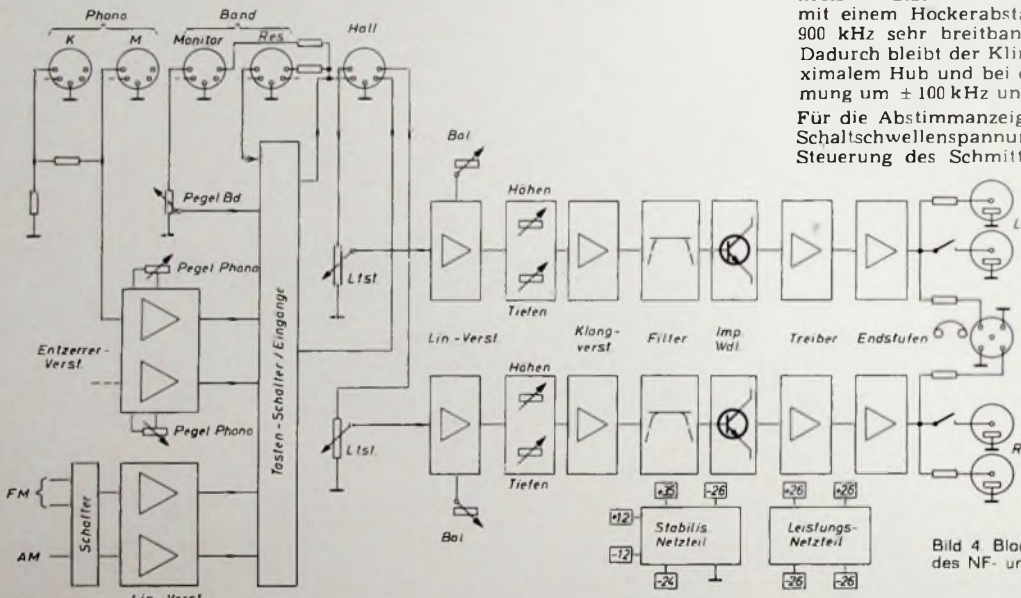 mit einem Hockerabsta
900 kHz sehr breitban
Dadurch bleibt der Klir
ximalem Hub und bei e
mung um ± 100 kHz un
Für die Abstimmanzeig
Schaltschwellenspannur
Steuerung des Schmitt
Phono
Band
K
M
Monitor
Res
Hall
Pegel Bd
Pegel Phono
Entzerrer-
Verst.
Pegel Phono
FM
AM
Schalter
Lin-Verst
Tasten-Schalter / Eingänge
Ltst.
Ltst.
Bal
Höhen
Tiefen
Lin-Verst.
Klang-
verst
Filter
Imp.
Wdl.
Treiber
Endstufen
Höhen
Tiefen
Bal
L
R
+35
-26
+12
-12
-24
Stabilis
Netzteil
+26
+26
Leistungs-
Netzteil
-26
-26
Bild 4. Bloc
des NF- un